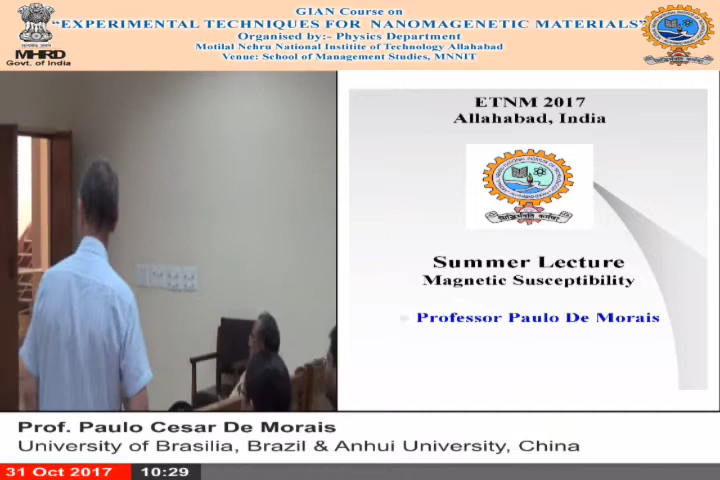 GIAN Course on
“EXPERIMENTAL TECHNIQUES FOR NANOMAGENETIC MATERIALS”
Organised by:- Physics Department
Motilal Nehru National Institite of Technology Allahabad
Venue: School of Management Studies, MNNIT
MHRD
Govt. of India
ETNM 2017
Allahabad, India
Summer Lecture
Magnetic Susceptibility
Professor Paulo De Morais
Prof. Paulo Cesar De Morais
University of Brasilia, Brazil & Anhui University, China
31 Oct 2017 10:29